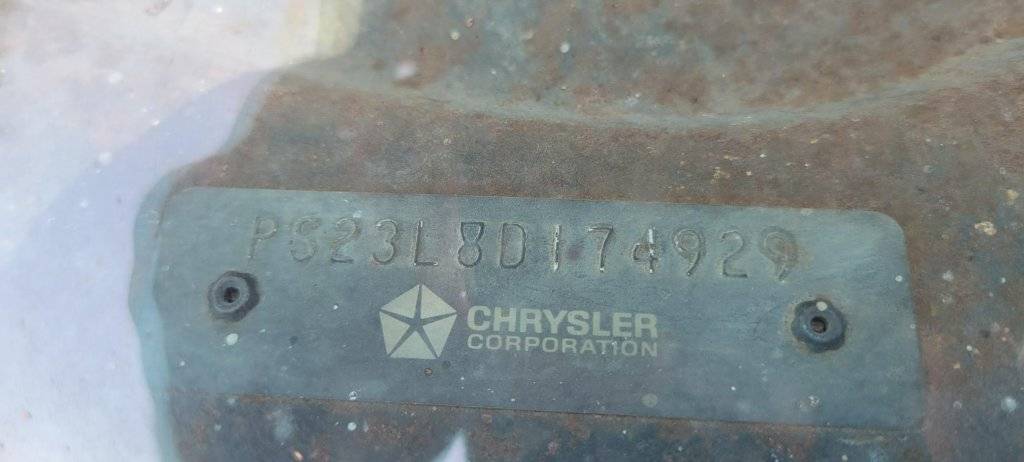 PS23L8D174929
CHRYSLER
CORPORATION